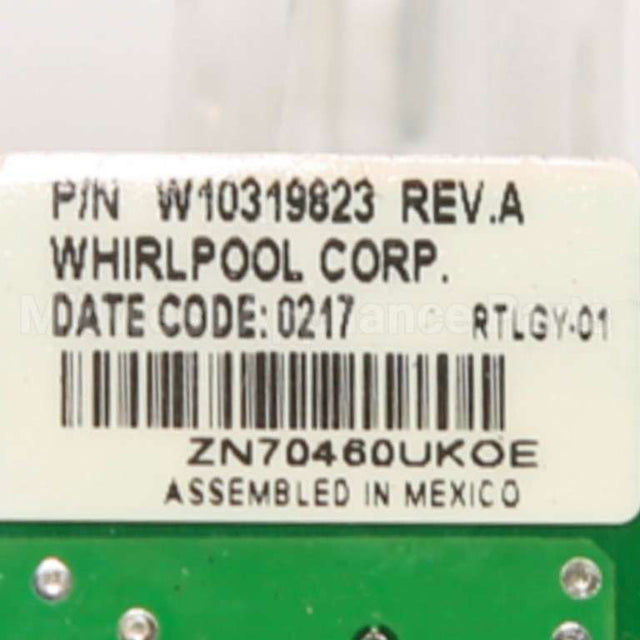 P/N W10319823 REV.A
WHIRLPOOL CORP.
DATE CODE: 0217 RTLGY-01
ZN70460UKOE
ASSEMBLED IN MEXICO